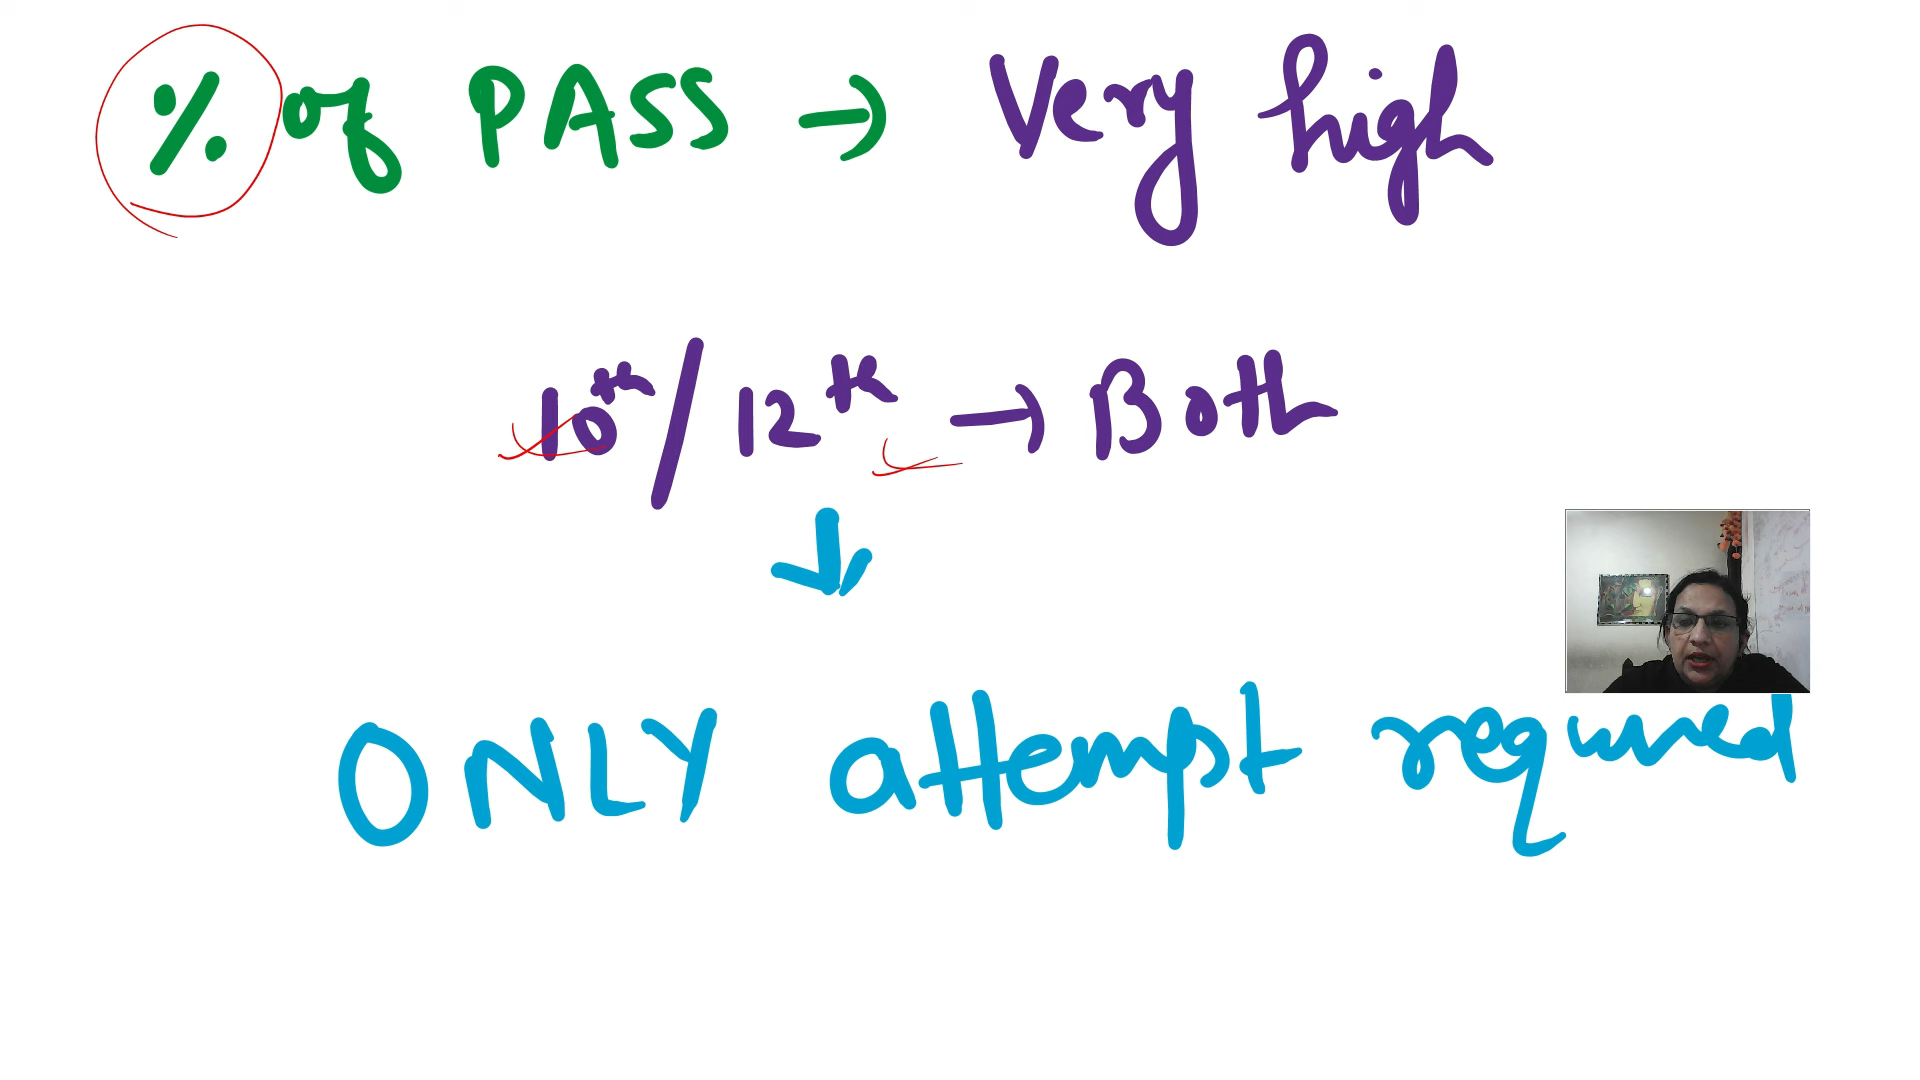 % of PASS → Very high
10th / 12th → Both
↓
ONLY attempt required